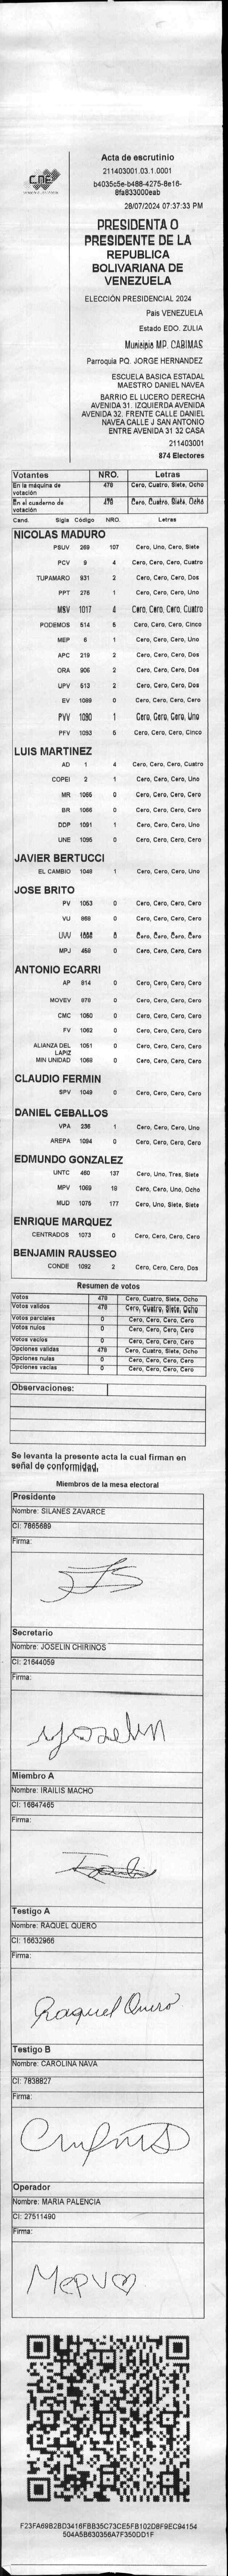 CNE
Acta de escrutinio
211403001.03.1.0001
b4035c5e-b488-4275-8e16-
8fa833000eab
28/07/2024 07:37:33 PM
PRESIDENTA O
PRESIDENTE DE LA
REPUBLICA
BOLIVARIANA DE
VENEZUELA
ELECCIÓN PRESIDENCIAL 2024
Pais VENEZUELA
Estado EDO. ZULIA
Municipio MP. CABIMAS
Parroquia PQ. JORGE HERNANDEZ
ESCUELA BASICA ESTADAL
MAESTRO DANIEL NAVEA
BARRIO EL LUCERO DERECHA
AVENIDA 31. IZQUIERDA AVENIDA
AVENIDA 32. FRENTE CALLE DANIEL
NAVEA CALLE J SAN ANTONIO
ENTRE AVENIDA 31 32 CASA
211403001
874 Electores
Votantes NRO. Letras
En la máquina de votación 478 Cero, Cuatro, Siete, Ocho
En el cuaderno de votación 478 Cero, Cuatro, Siete, Ocho
Cand. Sigla Código NRO. Letras
NICOLAS MADURO
PSUV 269 107 Cero, Uno, Cero, Siete
PCV 9 4 Cero, Cero, Cero, Cuatro
TUPAMARO 931 2 Cero, Cero, Cero, Dos
PPT 276 1 Cero, Cero, Cero, Uno
MSV 1017 4 Cero, Cero, Cero, Cuatro
PODEMOS 514 5 Cero, Cero, Cero, Cinco
MEP 6 1 Cero, Cero, Cero, Uno
APC 219 2 Cero, Cero, Cero, Dos
ORA 906 2 Cero, Cero, Cero, Dos
UPV 513 2 Cero, Cero, Cero, Dos
EV 1089 0 Cero, Cero, Cero, Cero
PVV 1090 1 Cero, Cero, Cero, Uno
PFV 1093 5 Cero, Cero, Cero, Cinco
LUIS MARTINEZ
AD 1 4 Cero, Cero, Cero, Cuatro
COPEI 2 1 Cero, Cero, Cero, Uno
MR 1065 0 Cero, Cero, Cero, Cero
BR 1066 0 Cero, Cero, Cero, Cero
DDP 1091 1 Cero, Cero, Cero, Uno
UNE 1095 0 Cero, Cero, Cero, Cero
JAVIER BERTUCCI
EL CAMBIO 1048 1 Cero, Cero, Cero, Uno
JOSE BRITO
PV 1053 0 Cero, Cero, Cero, Cero
VU 868 0 Cero, Cero, Cero, Cero
UVV 0 Cero, Cero, Cero, Cero
MPJ 459 0 Cero, Cero, Cero, Cero
ANTONIO ECARRI
AP 814 0 Cero, Cero, Cero, Cero
MOVEV 978 0 Cero, Cero, Cero, Cero
CMC 1050 0 Cero, Cero, Cero, Cero
FV 1062 0 Cero, Cero, Cero, Cero
ALIANZA DEL LAPIZ 1051 0 Cero, Cero, Cero, Cero
MIN UNIDAD 1068 0 Cero, Cero, Cero, Cero
CLAUDIO FERMIN
SPV 1049 0 Cero, Cero, Cero, Cero
DANIEL CEBALLOS
VPA 236 1 Cero, Cero, Cero, Uno
AREPA 1094 0 Cero, Cero, Cero, Cero
EDMUNDO GONZALEZ
UNTC 460 137 Cero, Uno, Tres, Siete
MPV 1069 18 Cero, Cero, Uno, Ocho
MUD 1075 177 Cero, Uno, Siete, Siete
ENRIQUE MARQUEZ
CENTRADOS 1073 0 Cero, Cero, Cero, Cero
BENJAMIN RAUSSEO
CONDE 1092 2 Cero, Cero, Cero, Dos
Resumen de votos
Votos 478 Cero, Cuatro, Siete, Ocho
Votos validos 478 Cero, Cuatro, Siete, Ocho
Votos parciales 0 Cero, Cero, Cero, Cero
Votos nulos 0 Cero, Cero, Cero, Cero
Votos vacios 0 Cero, Cero, Cero, Cero
Opciones validas 478 Cero, Cuatro, Siete, Ocho
Opciones nulas 0 Cero, Cero, Cero, Cero
Opciones vacias 0 Cero, Cero, Cero, Cero
Observaciones:
Se levanta la presente acta la cual firman en
señal de conformidad.
Miembros de la mesa electoral
Presidente
Nombre: SILANES ZAVARCE
CI: 7865689
Firma:
Secretario
Nombre: JOSELIN CHIRINOS
CI: 21644059
Firma:
Yoselin
Miembro A
Nombre: IRAILIS MACHO
CI: 16847465
Firma:
Testigo A
Nombre: RAQUEL QUERO
CI: 16632966
Firma:
Raquel Quero
Testigo B
Nombre: CAROLINA NAVA
CI: 7838827
Firma:
Operador
Nombre: MARIA PALENCIA
CI: 27511490
Firma:
F23FA69B2BD3416FBB35C73CE5FB102D8F9EC94154
504A5B630356A7F350DD1F